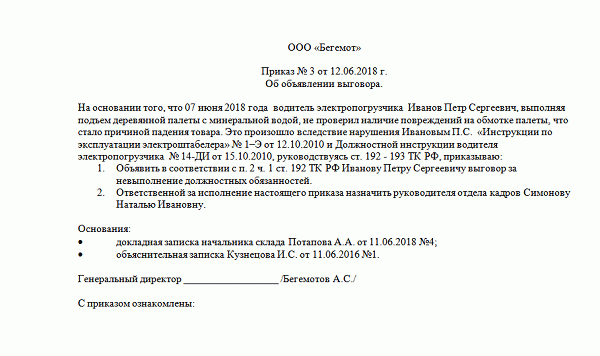 ООО «Бегемот»
Приказ № 3 от 12.06.2018 г.
Об объявлении выговора.
На основании того, что 07 июня 2018 года водитель электропогрузчика Иванов Петр Сергеевич, выполняя
подъем деревянной палеты с минеральной водой, не проверил наличие повреждений на обмотке палеты, что
стало причиной падения товара. Это произошло вследствие нарушения Ивановым П.С. «Инструкции по
эксплуатации электроштабелера» № 1–Э от 12.10.2010 и Должностной инструкции водителя
электропогрузчика № 14-ДИ от 15.10.2010, руководствуясь ст. 192 - 193 ТК РФ, приказываю:
1. Объявить в соответствии с п. 2 ч. 1 ст. 192 ТК РФ Иванову Петру Сергеевичу выговор за
невыполнение должностных обязанностей.
2. Ответственной за исполнение настоящего приказа назначить руководителя отдела кадров Симонову
Наталью Ивановну.
Основания:
• докладная записка начальника склада Потапова А.А. от 11.06.2018 №4;
• объяснительная записка Кузнецова И.С. от 11.06.2016 №1.
Генеральный директор ____________________ /Бегемотов А.С./
С приказом ознакомлены: